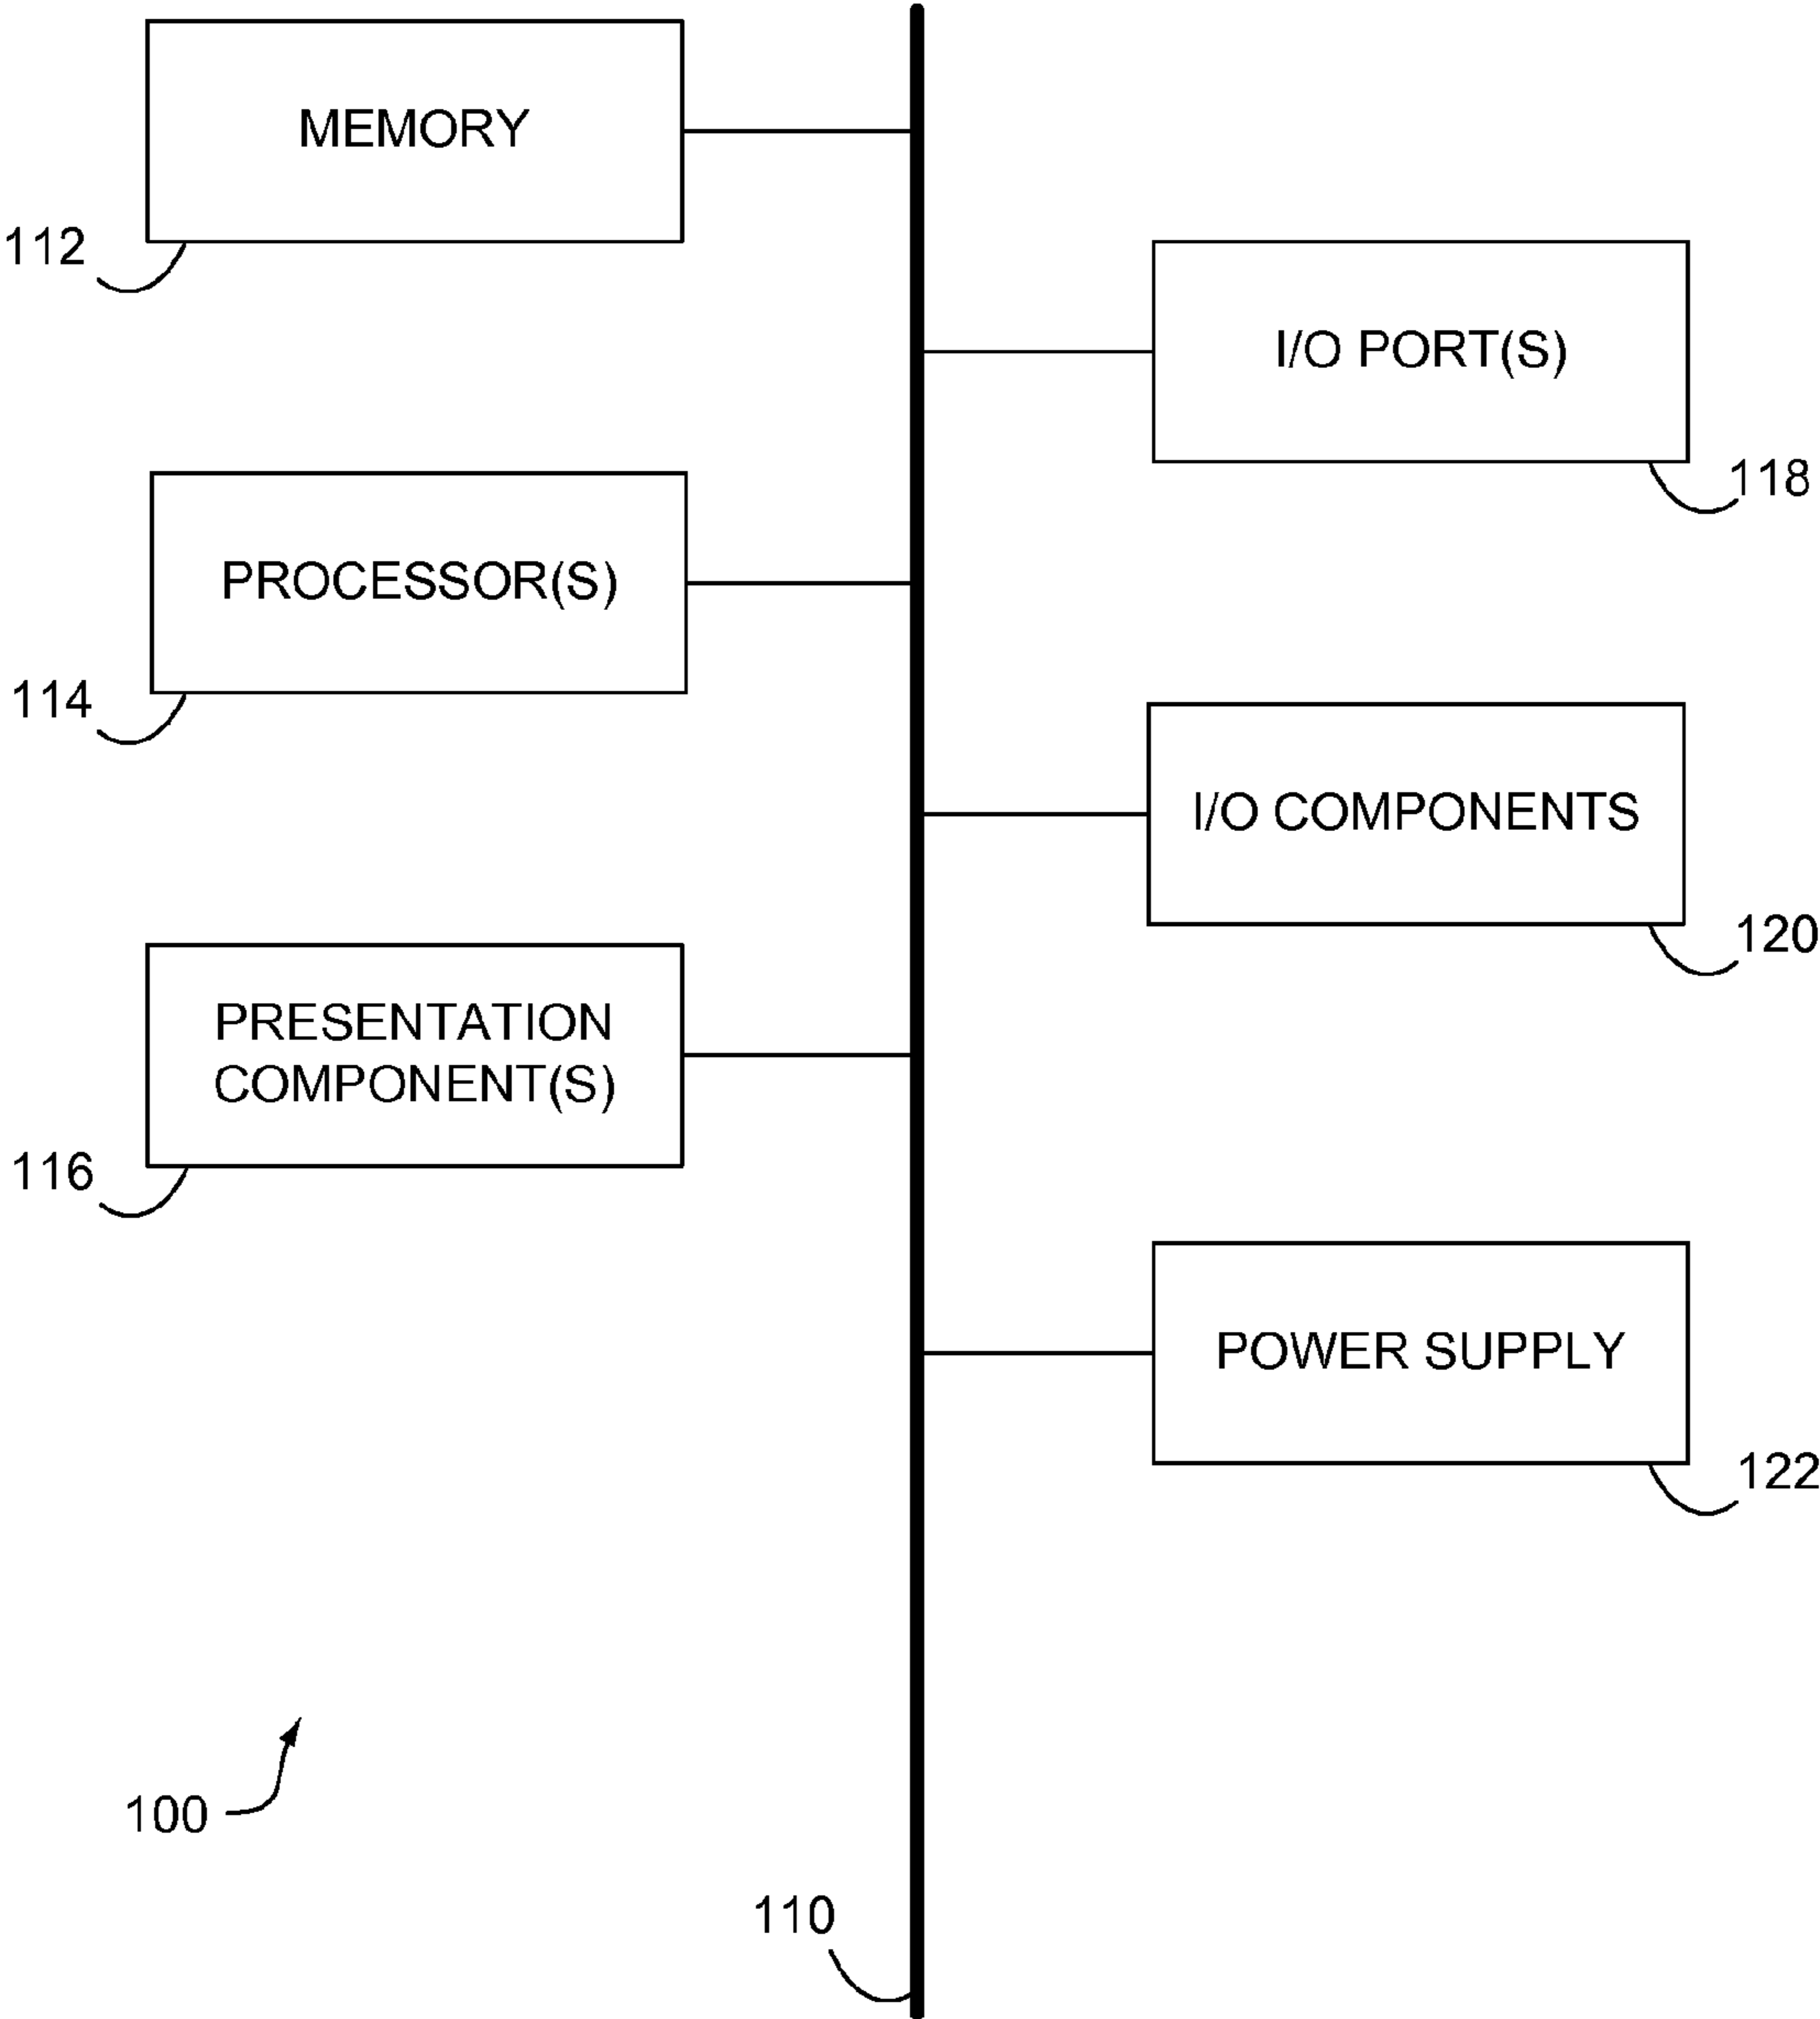 MEMORY
112
I/O PORT(S)
118
PROCESSOR(S)
114
I/O COMPONENTS
120
PRESENTATION
COMPONENT(S)
116
POWER SUPPLY
122
100
110